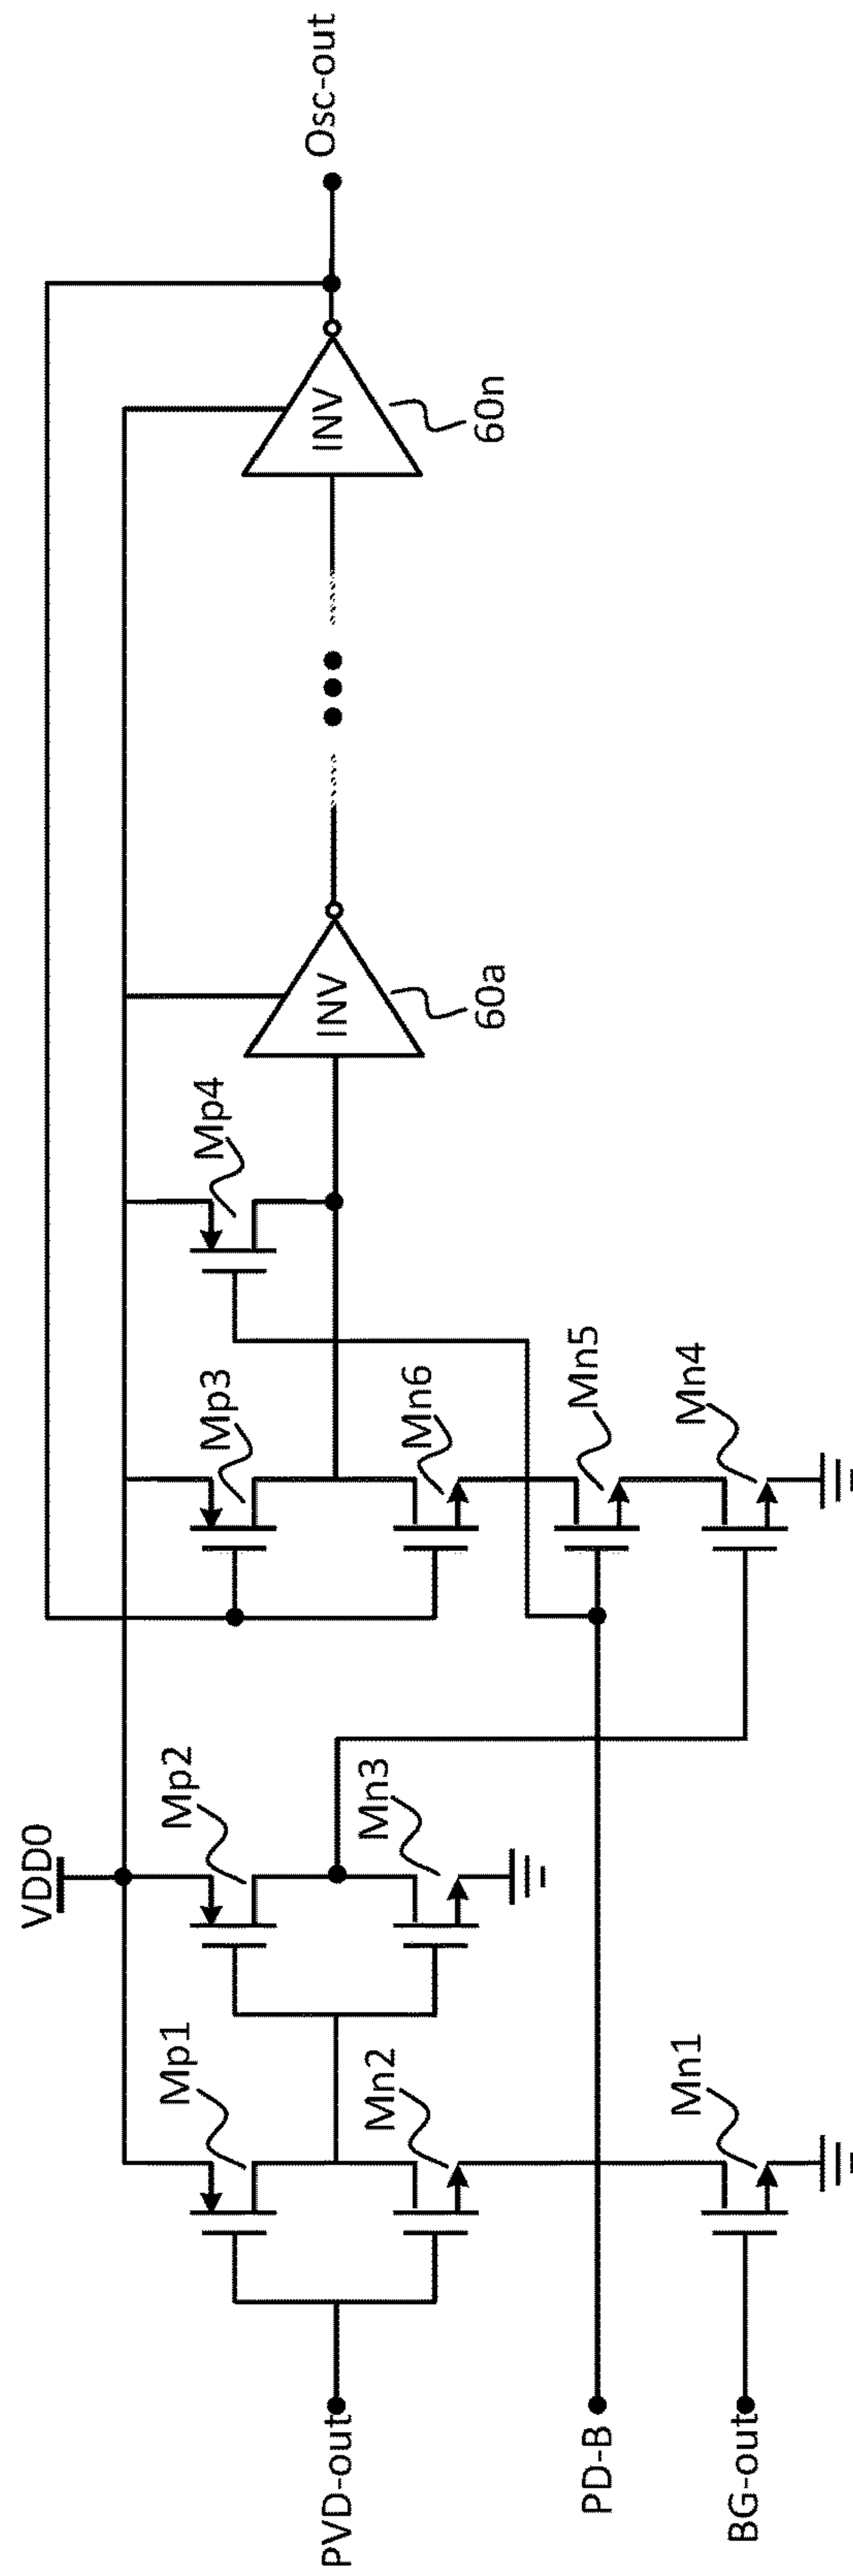 VDD0
Mp1
Mp2
Mp3
Mp4
PVD-out
Mn2
Mn3
Mn6
INV
INV
Osc-out
60a
60n
PD-B
Mn5
BG-out
Mn1
Mn4